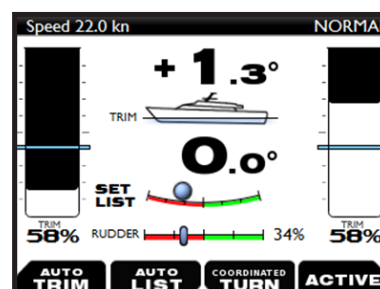 Speed 22.0 kn NORMA
+1.3°
TRIM
0.0°
SET
LIST
TRIM
58%
RUDDER 34%
TRIM
58%
AUTO
TRIM
AUTO
LIST
COORDINATED
TURN
ACTIVE